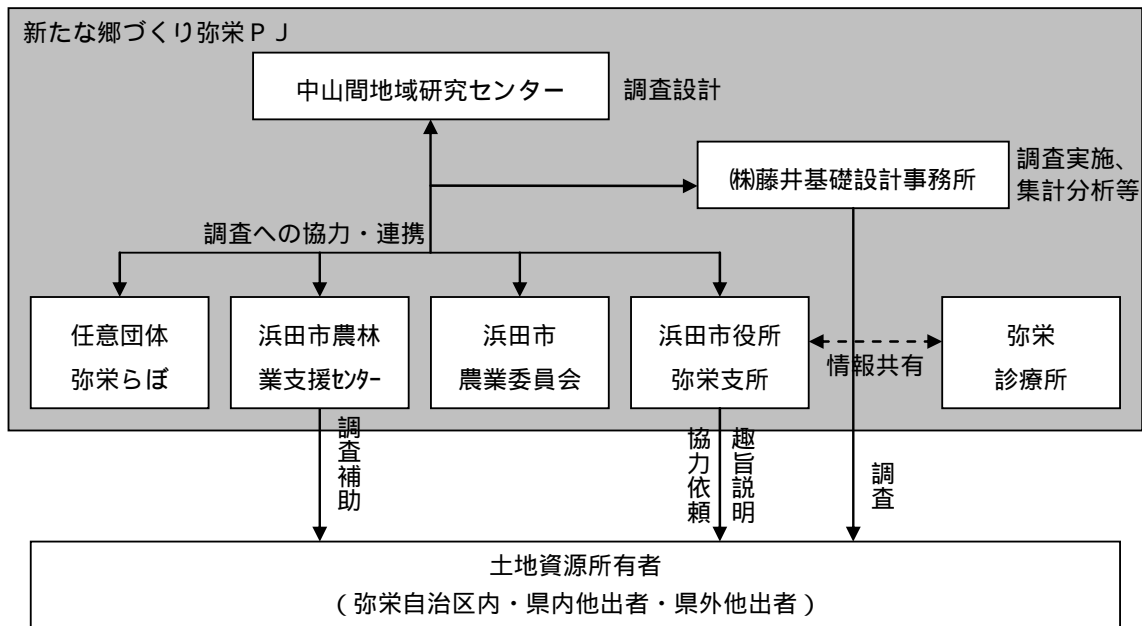 新たな郷づくり弥栄ＰＪ
中山間地域研究センター
調査設計
㈱藤井基礎設計事務所
調査実施、
集計分析等
調査への協力・連携
任意団体
弥栄らぼ
浜田市農林
業支援ｾﾝﾀｰ
浜田市
農業委員会
浜田市役所
弥栄支所
情報共有
弥栄
診療所
調査補助
協力依頼
趣旨説明
調査
土地資源所有者
（弥栄自治区内・県内他出者・県外他出者）